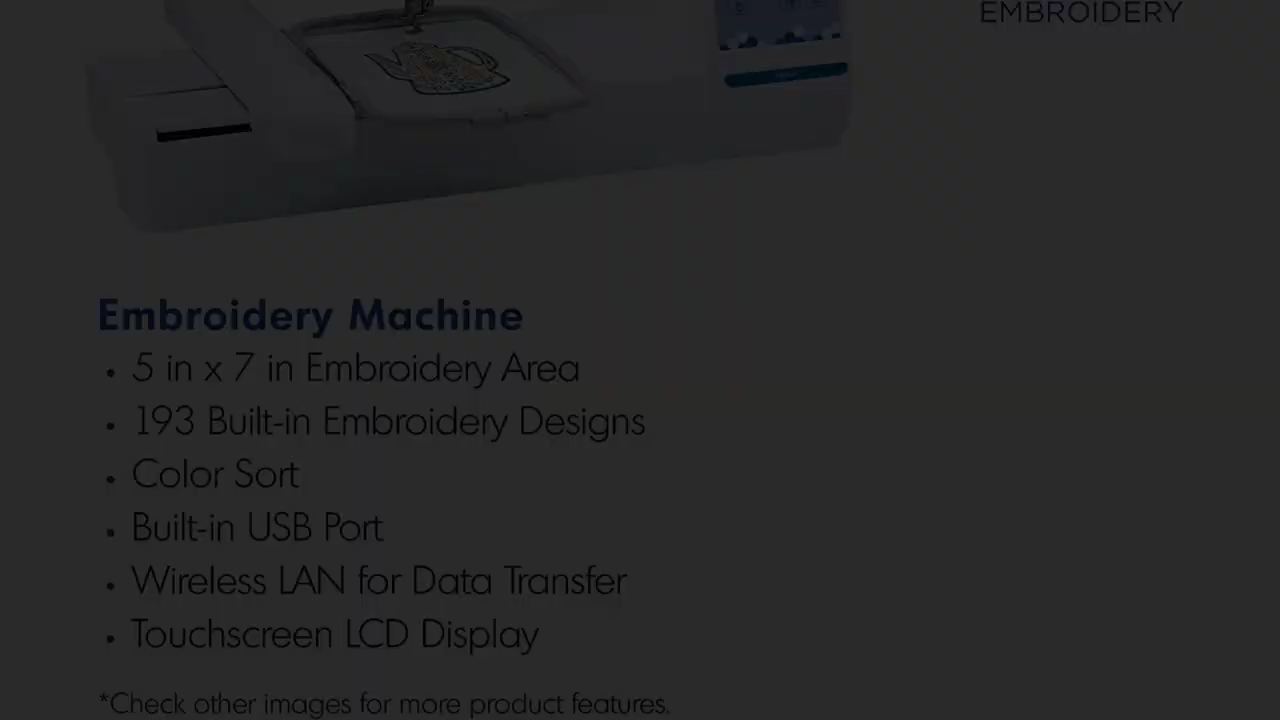 EMBROIDERY
Embroidery Machine
• 5 in x 7 in Embroidery Area
• 193 Built-in Embroidery Designs
• Color Sort
• Built-in USB Port
• Wireless LAN for Data Transfer
• Touchscreen LCD Display
*Check other images for more product features.